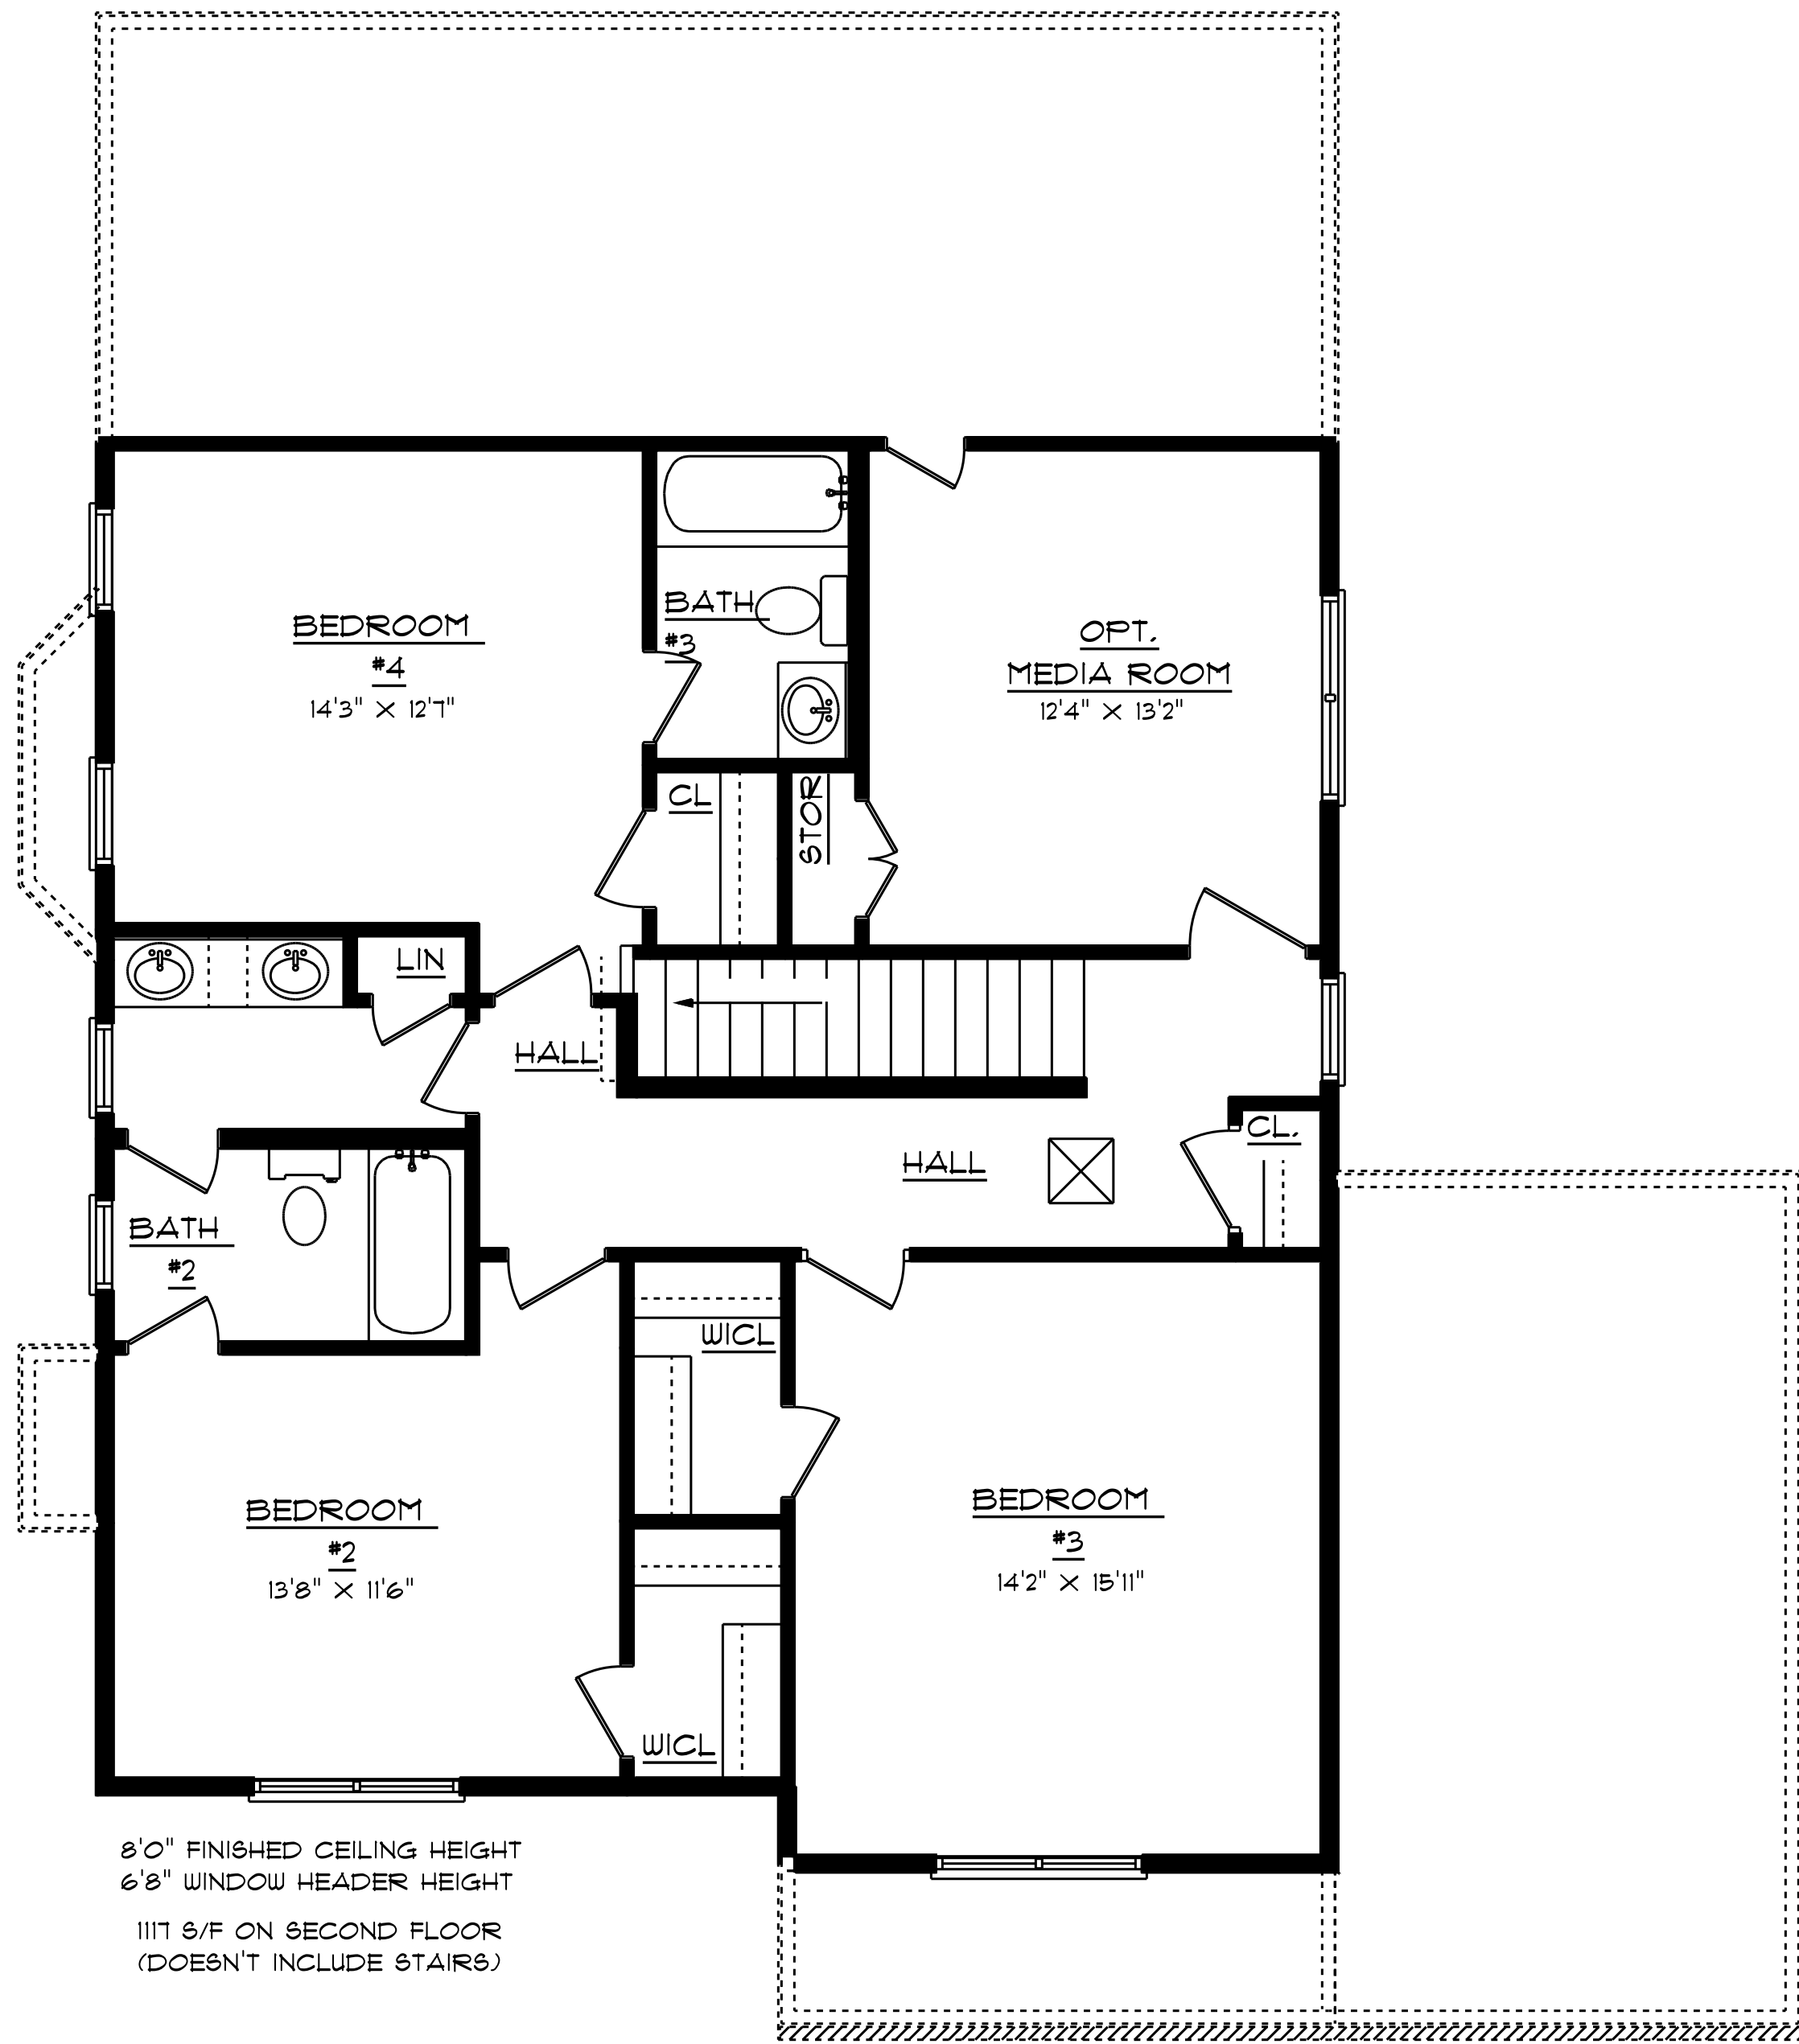 BEDROOM
#4
14'3" X 12'7"
BATH
#3
OPT.
MEDIA ROOM
12'4" X 13'2"
CL
STOR
LIN
HALL
HALL
CL.
BATH
#2
WICL
BEDROOM
#2
13'8" X 11'6"
BEDROOM
#3
14'2" X 15'11"
WICL
8'0" FINISHED CEILING HEIGHT
6'8" WINDOW HEADER HEIGHT
1117 S/F ON SECOND FLOOR
(DOESN'T INCLUDE STAIRS)